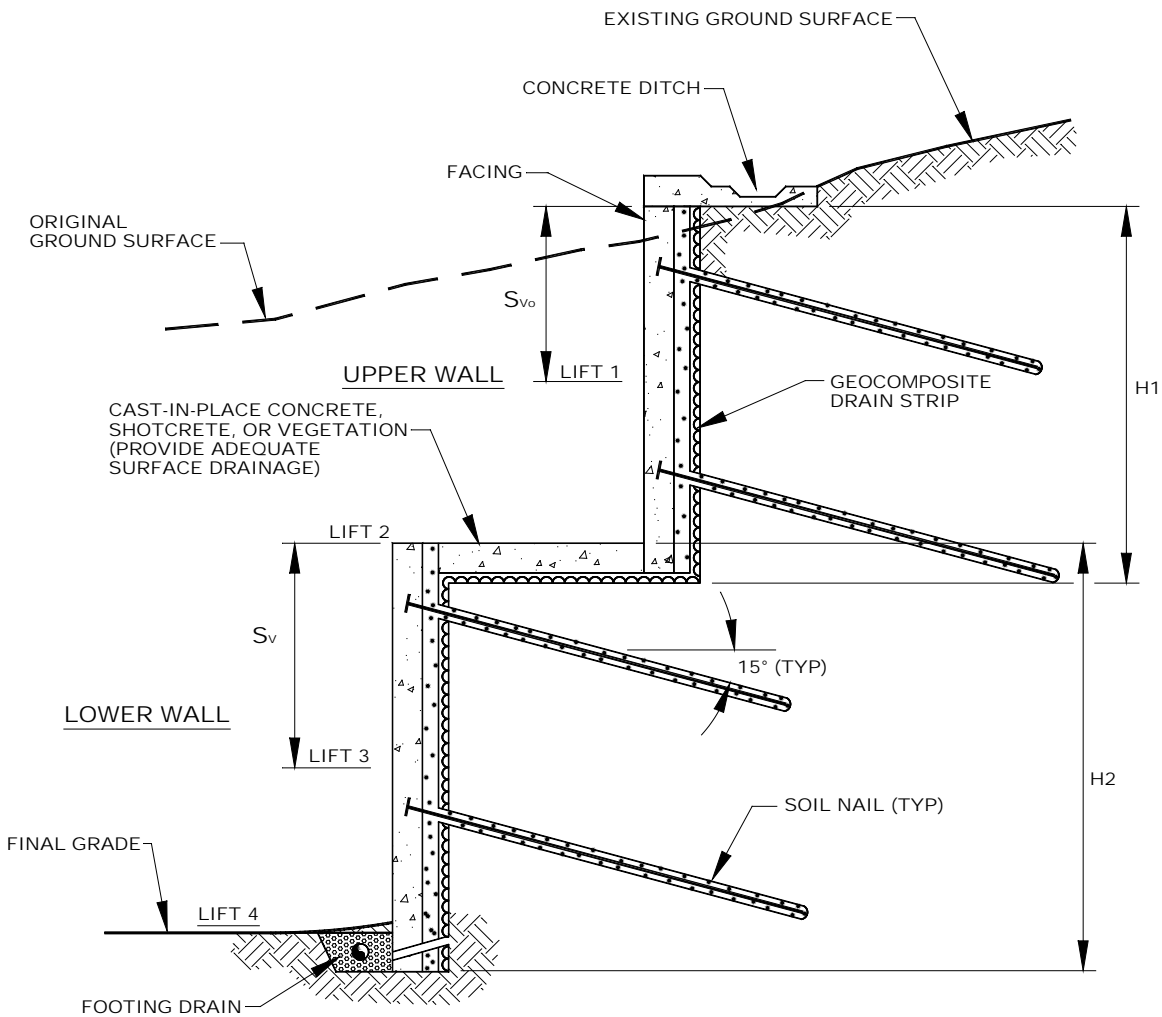 EXISTING GROUND SURFACE
CONCRETE DITCH
FACING
ORIGINAL
GROUND SURFACE
SVo
UPPER WALL
LIFT 1
GEOCOMPOSITE
DRAIN STRIP
H1
CAST-IN-PLACE CONCRETE,
SHOTCRETE, OR VEGETATION
(PROVIDE ADEQUATE
SURFACE DRAINAGE)
LIFT 2
SV
15° (TYP)
LOWER WALL
LIFT 3
H2
SOIL NAIL (TYP)
FINAL GRADE
LIFT 4
FOOTING DRAIN